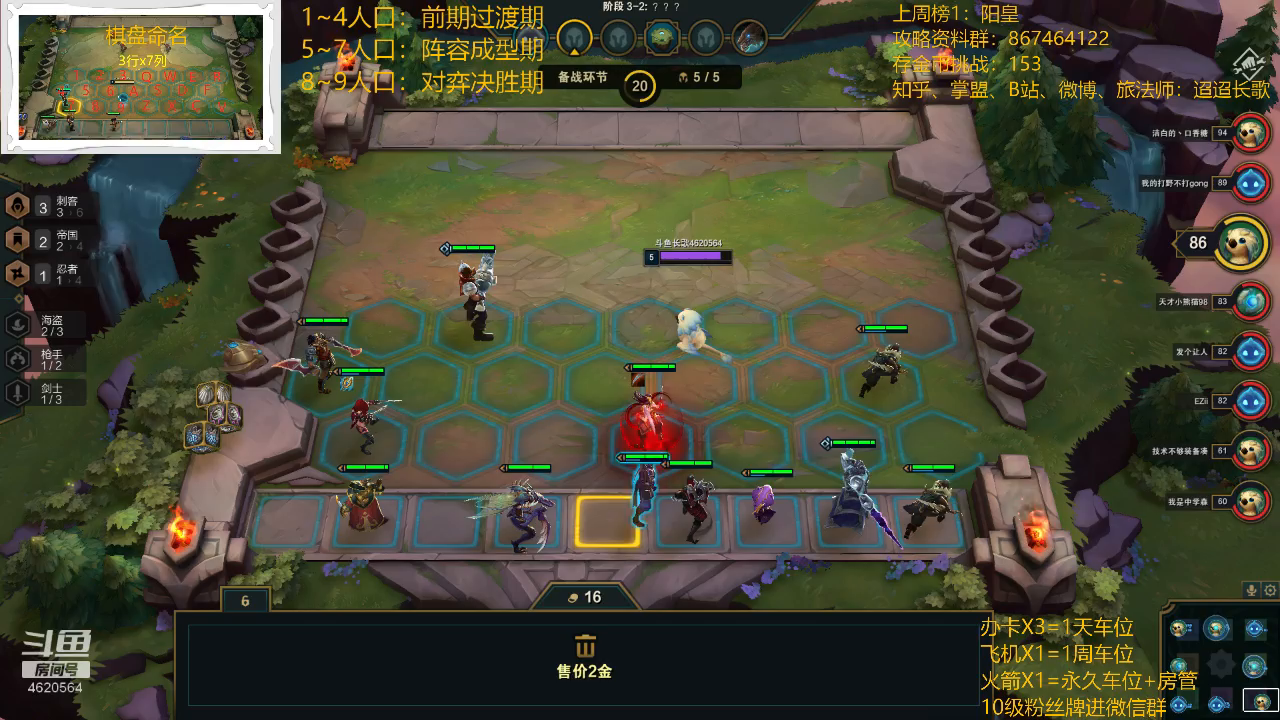 棋盘命名
3行x7列
1~4人口：前期过渡期
5~7人口：阵容成型期
8~9人口：对弈决胜期
阶段 3-2: ? ? ?
备战环节
20
5 / 5
上周榜1：阳皇
攻略资料群：867464122
存金币挑战：153
知乎、掌盟、B站、微博、旅法师：迢迢长歌
洁白的丶口香糖 94
我的打野不打gong 89
86
天才小熊猫98 83
发个让人 82
EZii 82
技术不够装备凑 61
我是中学森 60
3 刺客
3 › 6
2 帝国
2 › 4
1 忍者
1 › 4
海盗
2 / 3
枪手
1 / 2
剑士
1 / 3
斗鱼长歌4620564
5
6
16
售价2金
斗鱼
房间号
4620564
办卡X3=1天车位
飞机X1=1周车位
火箭X1=永久车位+房管
10级粉丝牌进微信群